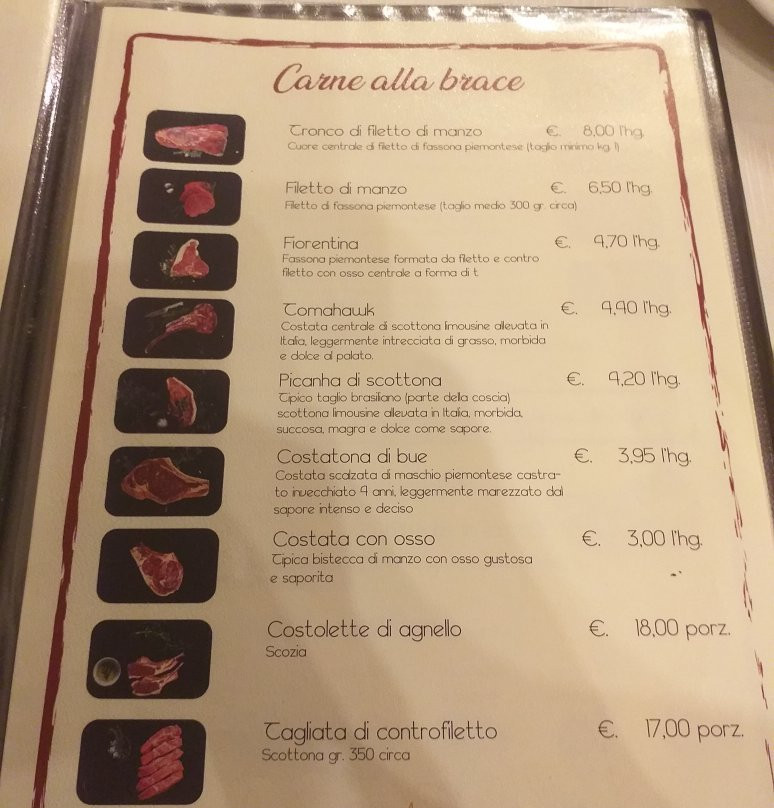 Carne alla brace
Tronco di filetto di manzo €. 8,00 l'hg.
Cuore centrale di filetto di fassona piemontese (taglio minimo kg. 1)
Filetto di manzo €. 6,50 l'hg.
Filetto di fassona piemontese (taglio medio 300 gr. circa)
Fiorentina €. 4,70 l'hg.
Fassona piemontese formata da filetto e contro
filetto con osso centrale a forma di t
Tomahawk €. 4,40 l'hg.
Costata centrale di scottona limousine allevata in
Italia, leggermente intrecciata di grasso, morbida
e dolce al palato.
Picanha di scottona €. 4,20 l'hg.
Tipico taglio brasiliano (parte della coscia)
scottona limousine allevata in Italia, morbida,
succosa, magra e dolce come sapore.
Costatona di bue €. 3,95 l'hg.
Costata scalzata di maschio piemontese castra-
to invecchiato 4 anni, leggermente marezzato dal
sapore intenso e deciso
Costata con osso €. 3,00 l'hg.
Tipica bistecca di manzo con osso gustosa
e saporita
Costolette di agnello €. 18,00 porz.
Scozia
Tagliata di controfiletto €. 17,00 porz.
Scottona gr. 350 circa